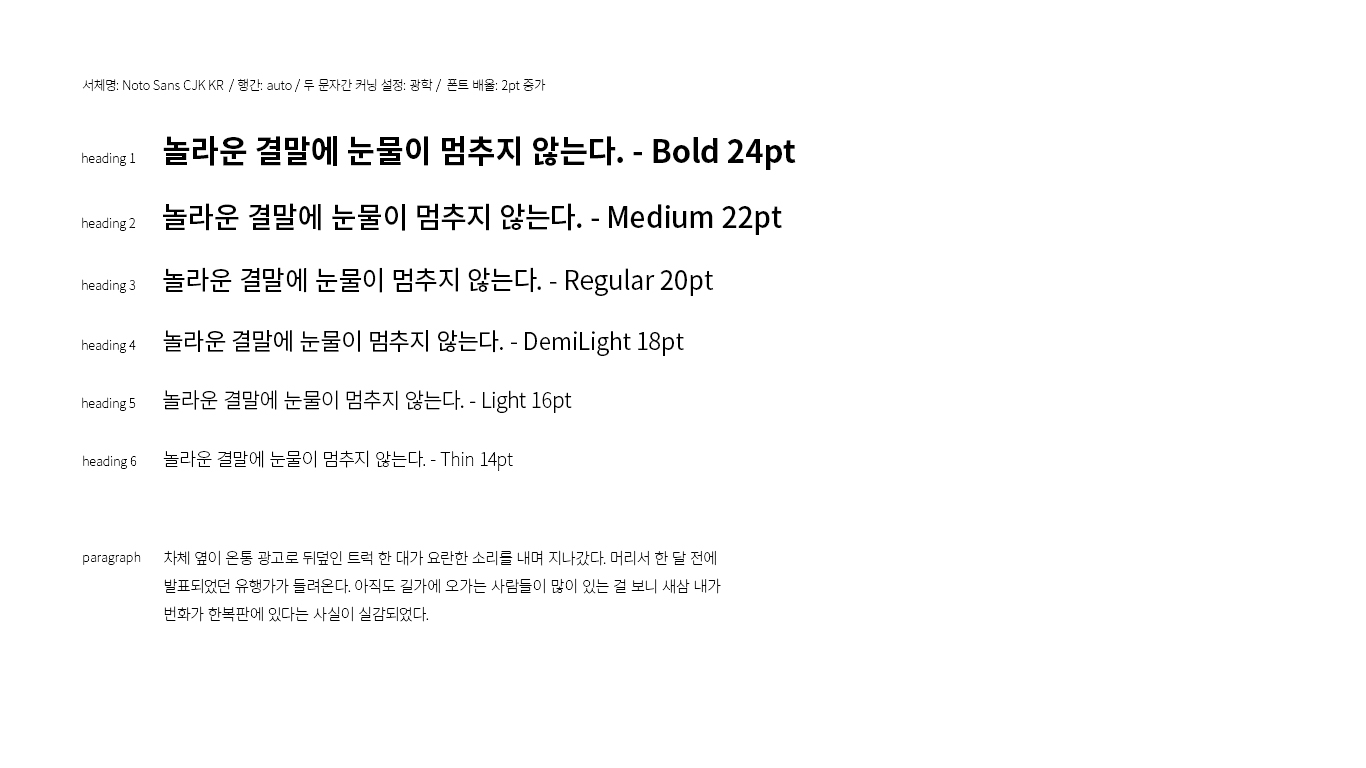 서체명: Noto Sans CJK KR / 행간: auto / 두 문자간 커닝 설정: 광학 / 폰트 배율: 2pt 증가
heading 1 놀라운 결말에 눈물이 멈추지 않는다. - Bold 24pt
heading 2 놀라운 결말에 눈물이 멈추지 않는다. - Medium 22pt
heading 3 놀라운 결말에 눈물이 멈추지 않는다. - Regular 20pt
heading 4 놀라운 결말에 눈물이 멈추지 않는다. - DemiLight 18pt
heading 5 놀라운 결말에 눈물이 멈추지 않는다. - Light 16pt
heading 6 놀라운 결말에 눈물이 멈추지 않는다. - Thin 14pt
paragraph 차체 옆이 온통 광고로 뒤덮인 트럭 한 대가 요란한 소리를 내며 지나갔다. 머리서 한 달 전에
발표되었던 유행가가 들려온다. 아직도 길가에 오가는 사람들이 많이 있는 걸 보니 새삼 내가
번화가 한복판에 있다는 사실이 실감되었다.